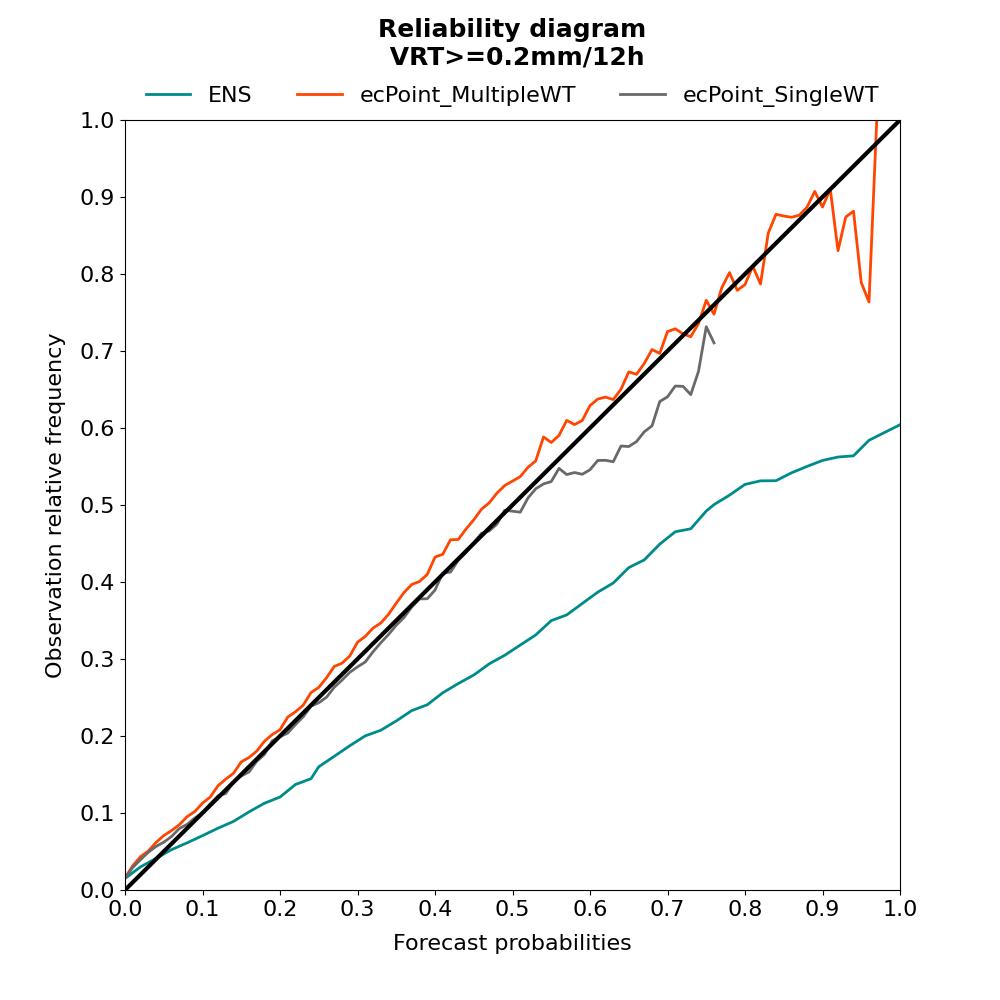 Reliability diagram
VRT>=0.2mm/12h
ENS ecPoint_MultipleWT ecPoint_SingleWT
1.0
0.9
0.8
0.7
0.6
0.5
0.4
0.3
0.2
0.1
0.0
Observation relative frequency
0.0 0.1 0.2 0.3 0.4 0.5 0.6 0.7 0.8 0.9 1.0
Forecast probabilities